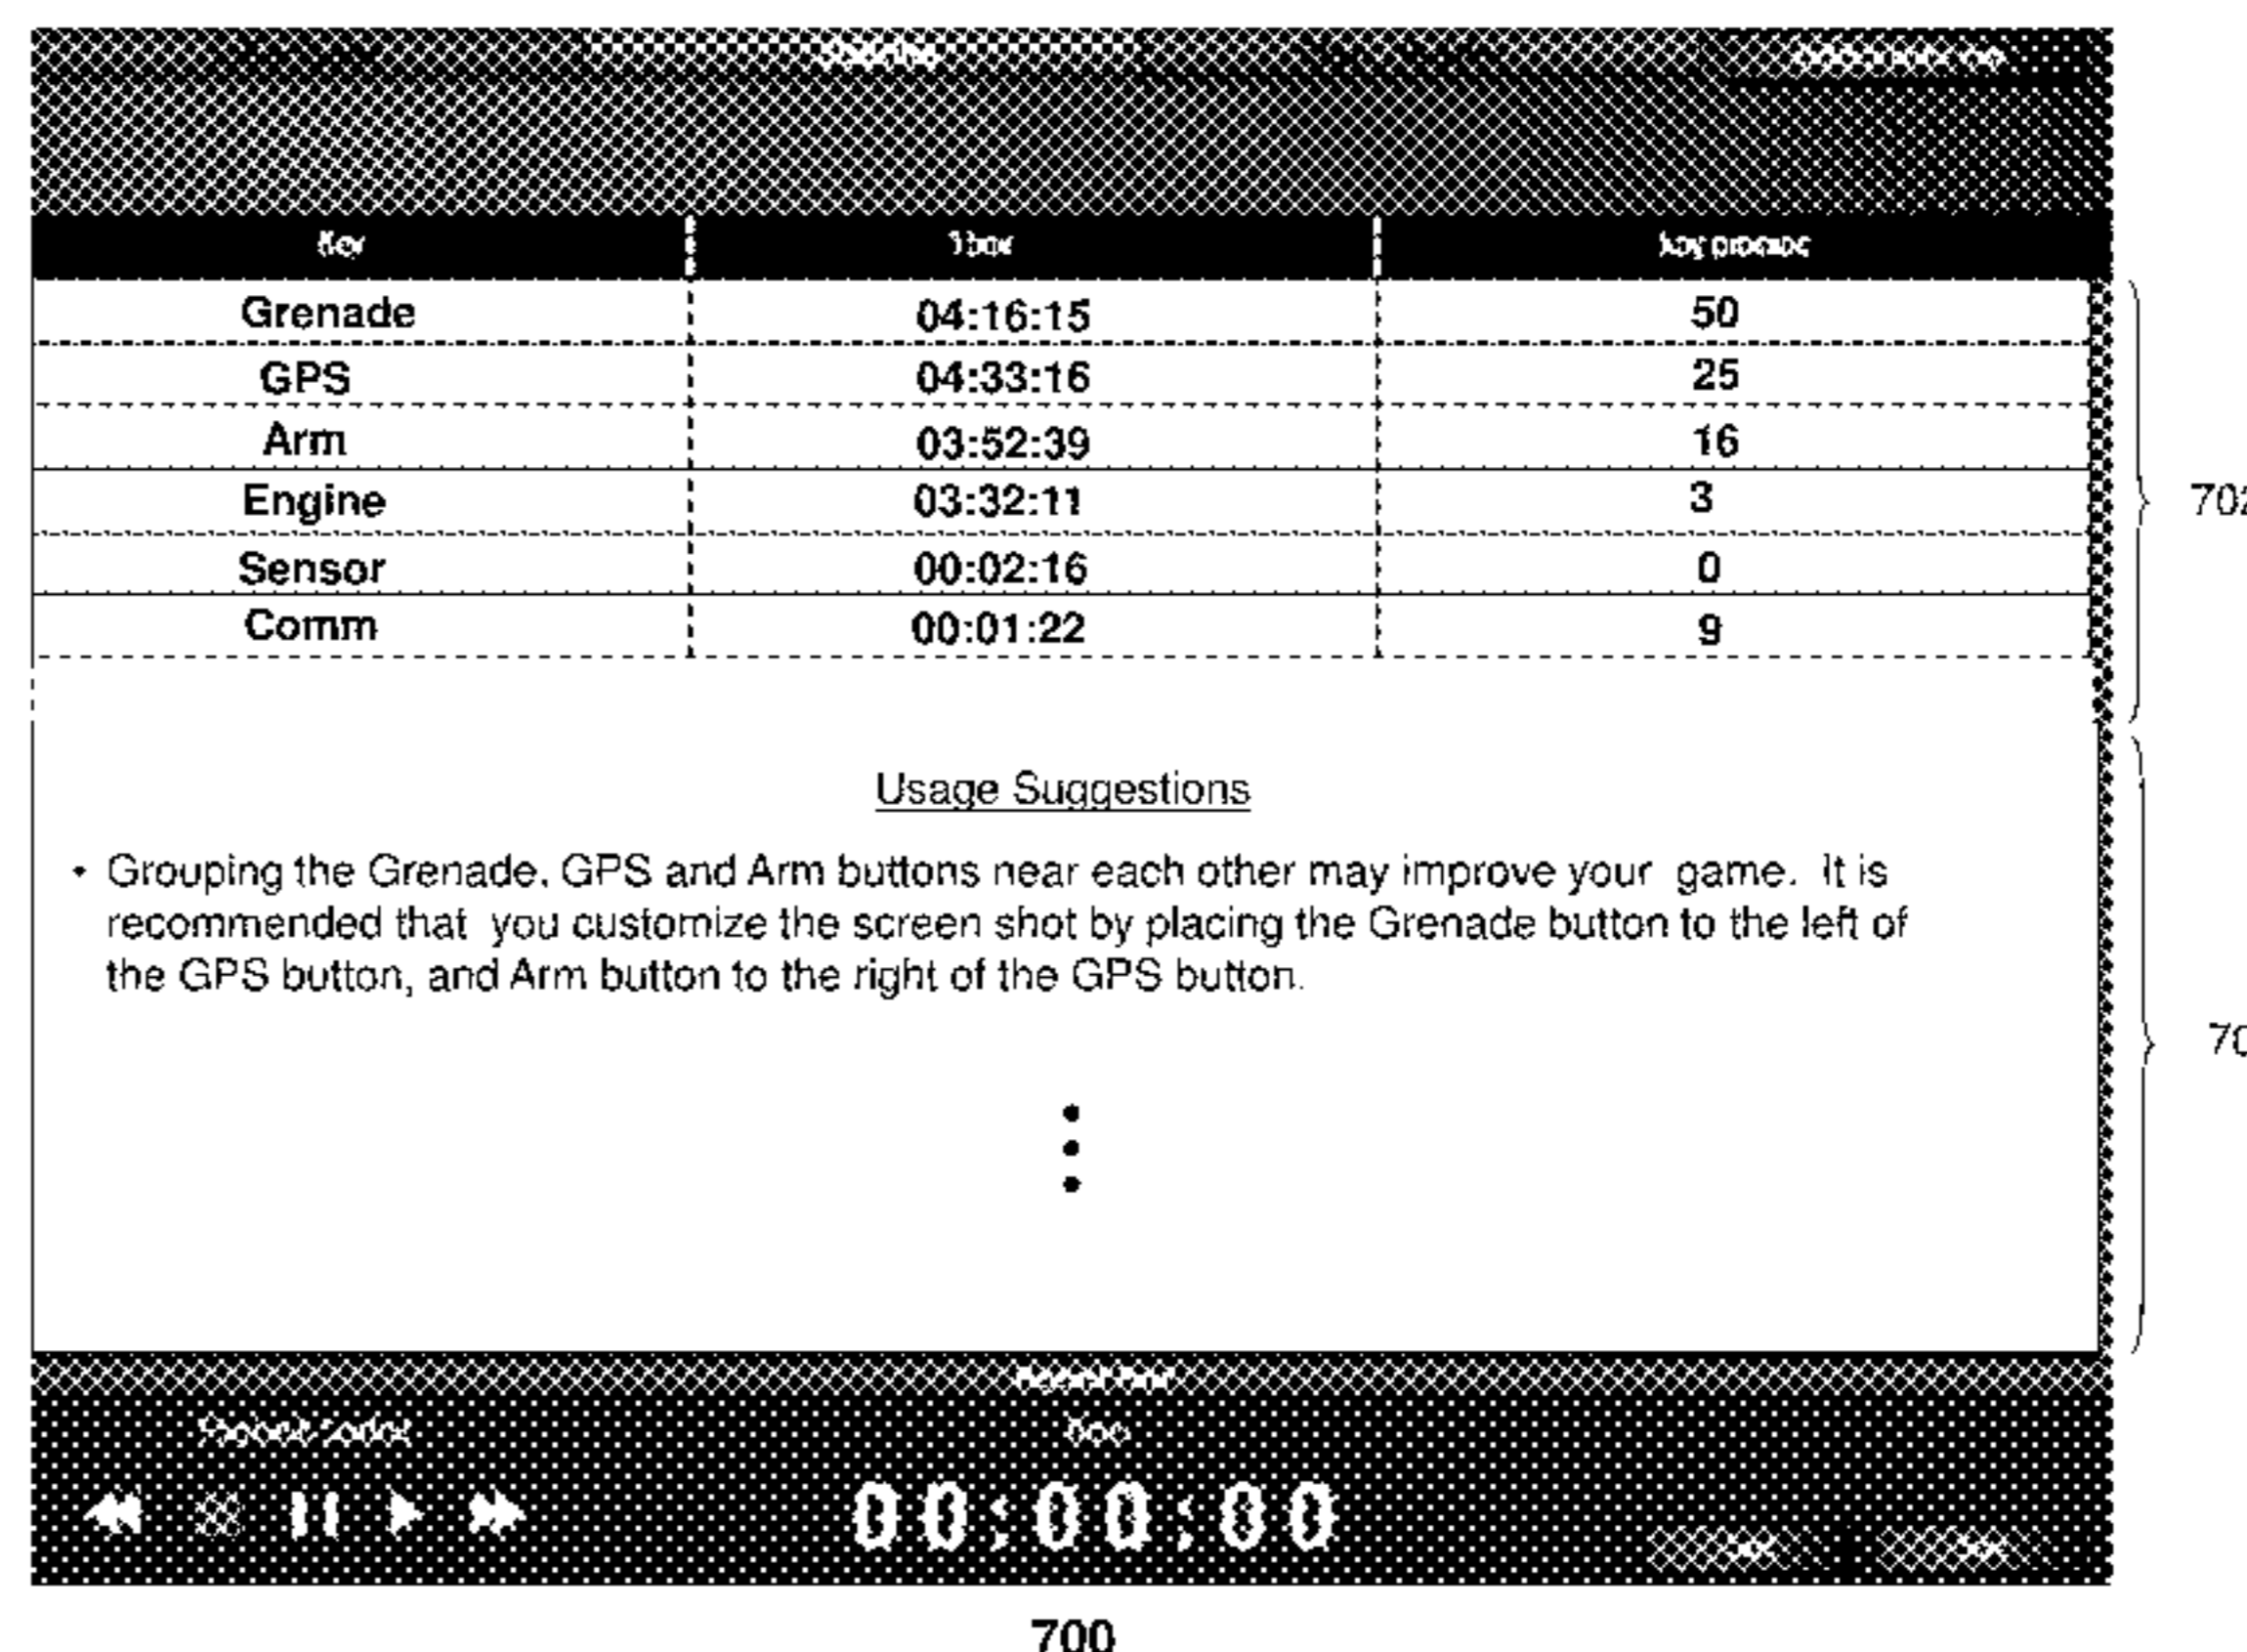 Key
Grenade 04:16:15 50
GPS 04:33:16 25
Arm 03:52:39 16
Engine 03:32:11 3
Sensor 00:02:16 0
Comm 00:01:22 9
702
Usage Suggestions
• Grouping the Grenade, GPS and Arm buttons near each other may improve your game. It is
recommended that you customize the screen shot by placing the Grenade button to the left of
the GPS button, and Arm button to the right of the GPS button.
70
00:00:00
700